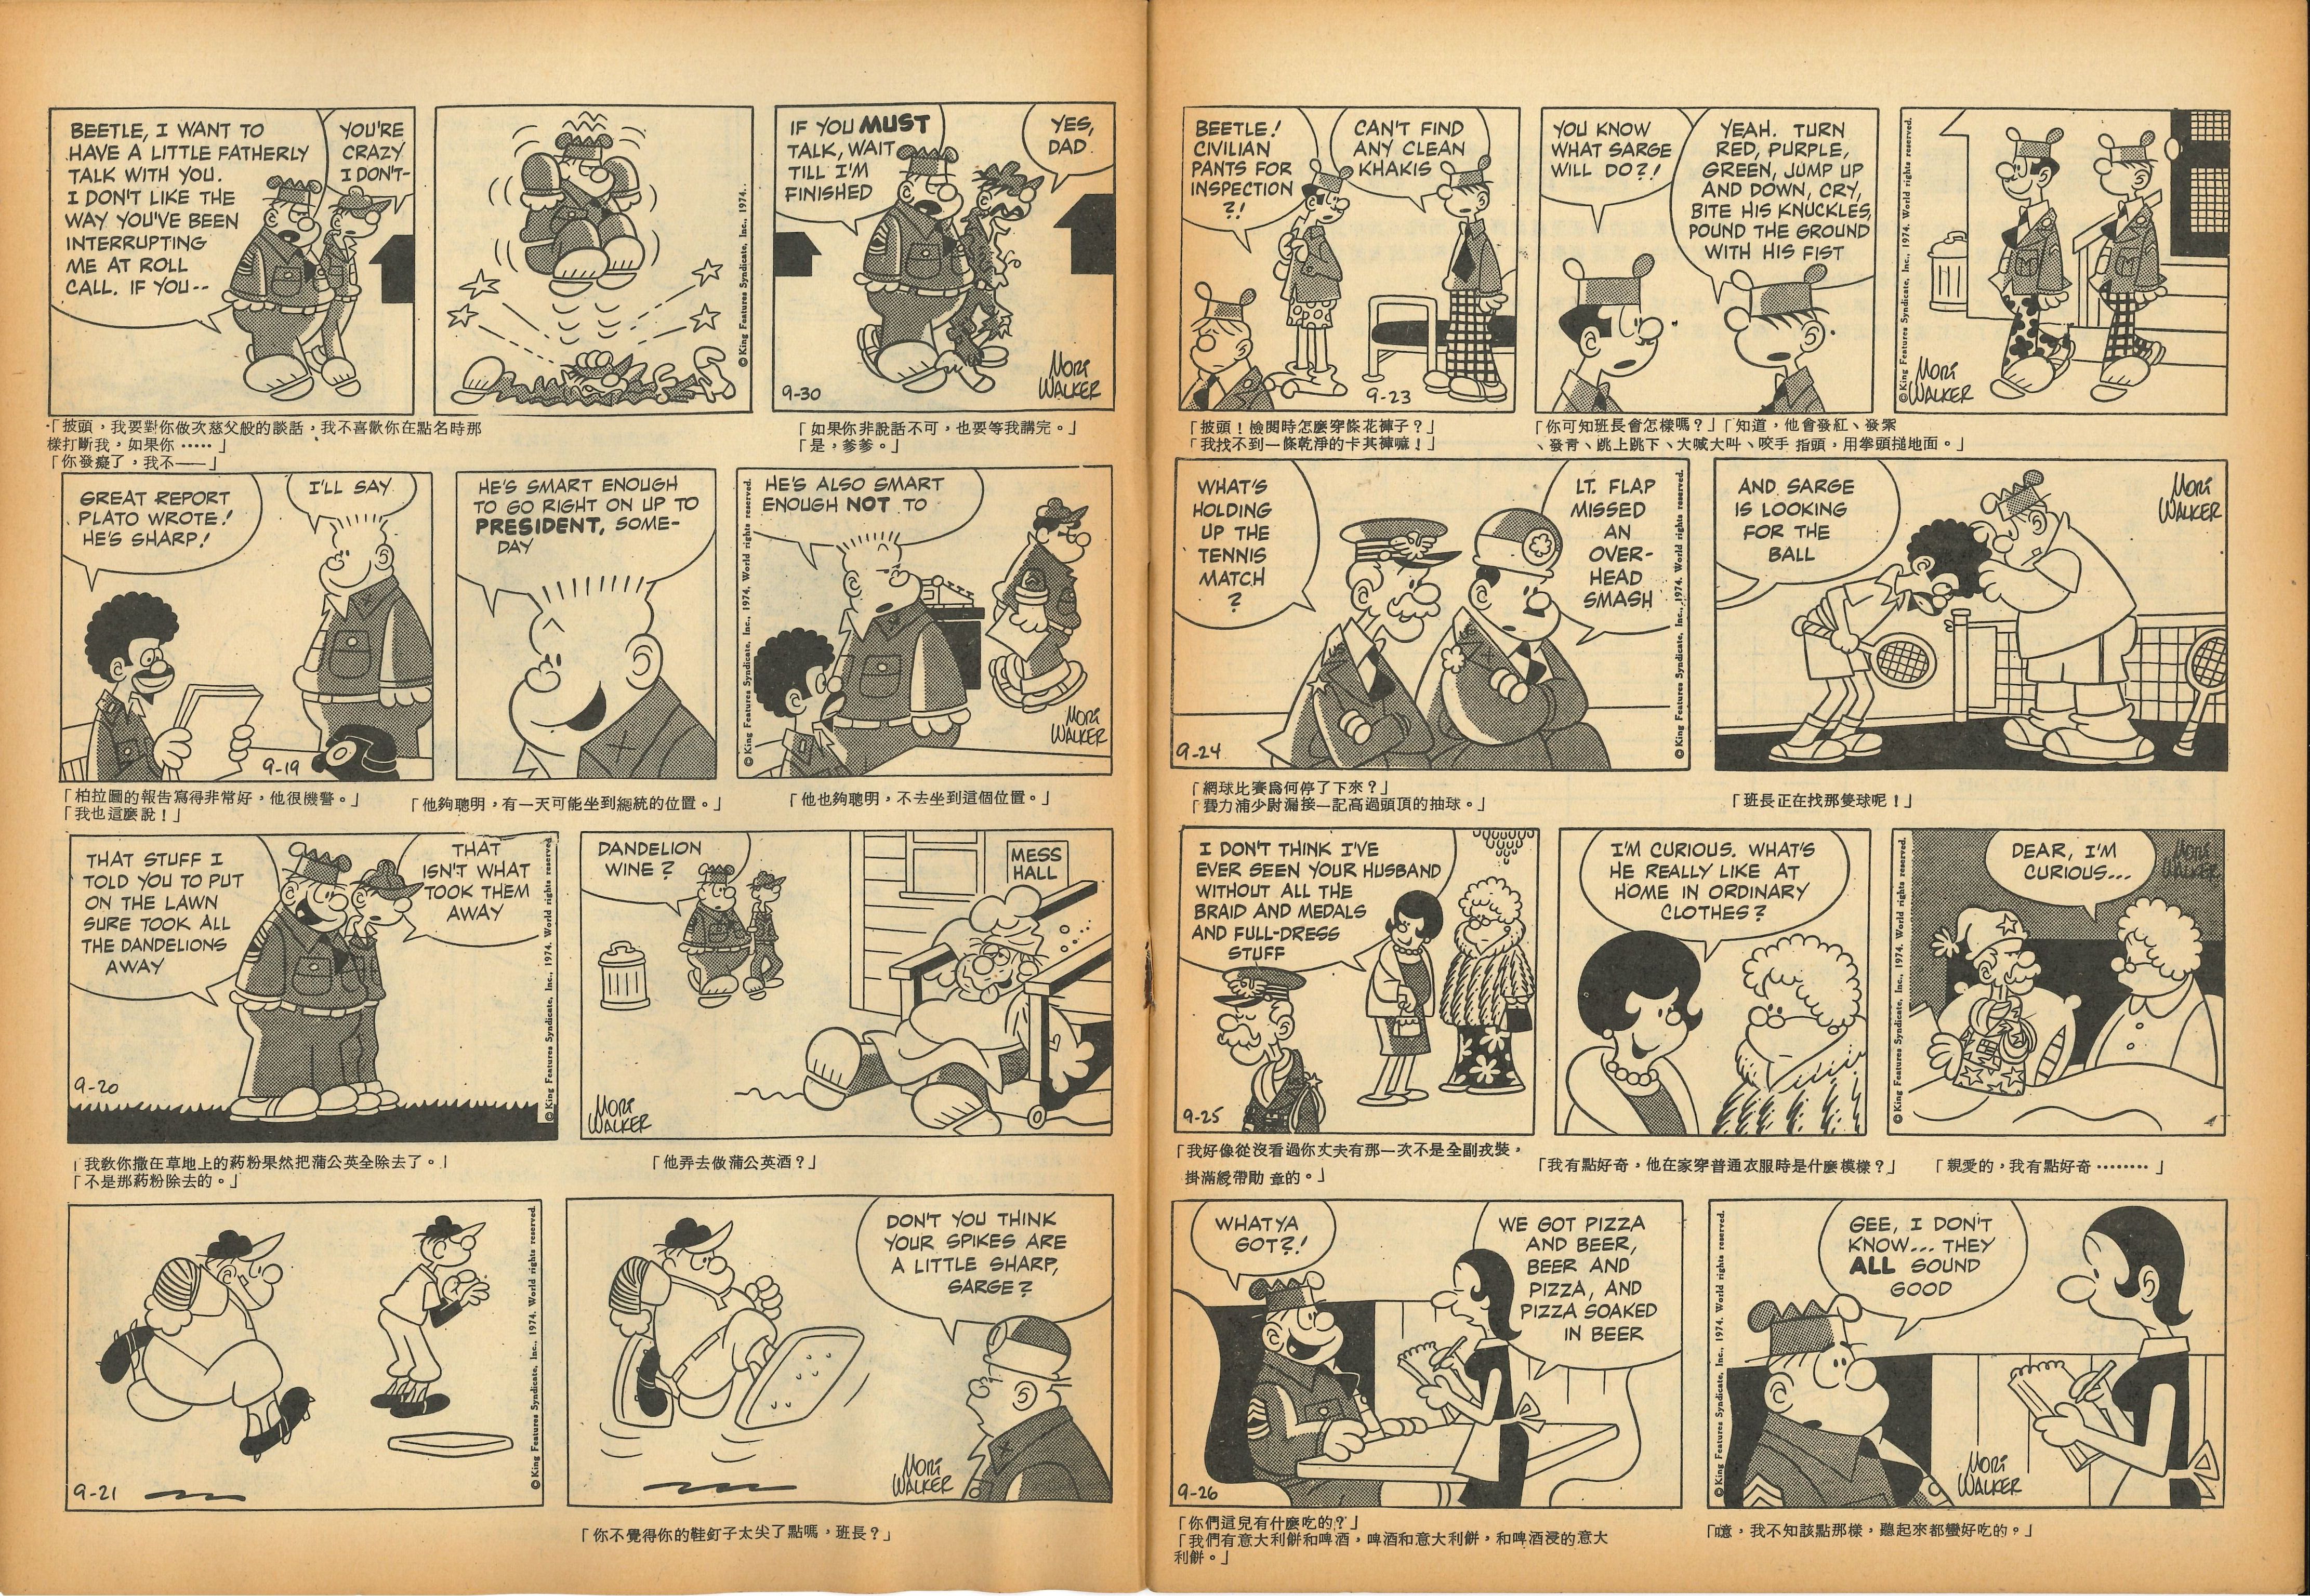 BEETLE, I WANT TO
HAVE A LITTLE FATHERLY
TALK WITH YOU.
I DON'T LIKE THE
WAY YOU'VE BEEN
INTERRUPTING
ME AT ROLL
CALL. IF YOU--
YOU'RE
CRAZY
I DON'T-
© King Features Syndicate, Inc., 1974.
IF YOU MUST
TALK, WAIT
TILL I'M
FINISHED
YES,
DAD
9-30
MORT
WALKER
「披頭，我要對你做次慈父般的談話，我不喜歡你在點名時那
樣打斷我，如果你……」
「你發癡了，我不——」
「如果你非說話不可，也要等我講完。」
「是，爹爹。」
GREAT REPORT
PLATO WROTE!
HE'S SHARP!
I'LL SAY
9-19
HE'S SMART ENOUGH
TO GO RIGHT ON UP TO
PRESIDENT, SOME-
DAY
© King Features Syndicate, Inc., 1974. World rights reserved.
HE'S ALSO SMART
ENOUGH NOT TO
MORT
WALKER
「柏拉圖的報告寫得非常好，他很機警。」
「我也這麼說！」
「他夠聰明，有一天可能坐到總統的位置。」
「他也夠聰明，不去坐到這個位置。」
THAT STUFF I
TOLD YOU TO PUT
ON THE LAWN
SURE TOOK ALL
THE DANDELIONS
AWAY
THAT
ISN'T WHAT
TOOK THEM
AWAY
9-20
© King Features Syndicate, Inc., 1974. World rights reserved.
DANDELION
WINE?
MESS
HALL
MORT
WALKER
「我教你撒在草地上的葯粉果然把蒲公英全除去了。」
「不是那葯粉除去的。」
「他弄去做蒲公英酒？」
9-21
© King Features Syndicate, Inc., 1974. World rights reserved.
DON'T YOU THINK
YOUR SPIKES ARE
A LITTLE SHARP,
SARGE?
MORT
WALKER
「你不覺得你的鞋釘子太尖了點嗎，班長？」
BEETLE!
CIVILIAN
PANTS FOR
INSPECTION
?!
CAN'T FIND
ANY CLEAN
KHAKIS
9-23
YOU KNOW
WHAT SARGE
WILL DO?!
YEAH. TURN
RED, PURPLE,
GREEN, JUMP UP
AND DOWN, CRY,
BITE HIS KNUCKLES,
POUND THE GROUND
WITH HIS FIST
© King Features Syndicate, Inc., 1974. World rights reserved.
MORT
WALKER
「披頭！檢閱時怎麼穿條花褲子？」
「我找不到一條乾淨的卡其褲嘛！」
「你可知班長會怎樣嗎？」「知道，他會發紅、發紫
、發青、跳上跳下、大喊大叫、咬手 指頭，用拳頭搥地面。」
WHAT'S
HOLDING
UP THE
TENNIS
MATCH
?
LT. FLAP
MISSED
AN
OVER-
HEAD
SMASH
9-24
© King Features Syndicate, Inc., 1974. World rights reserved.
AND SARGE
IS LOOKING
FOR THE
BALL
MORT
WALKER
「網球比賽爲何停了下來？」
「費力浦少尉漏接一記高過頭頂的抽球。」
「班長正在找那隻球呢！」
I DON'T THINK I'VE
EVER SEEN YOUR HUSBAND
WITHOUT ALL THE
BRAID AND MEDALS
AND FULL-DRESS
STUFF
9-25
I'M CURIOUS. WHAT'S
HE REALLY LIKE AT
HOME IN ORDINARY
CLOTHES?
© King Features Syndicate, Inc., 1974. World rights reserved.
DEAR, I'M
CURIOUS...
MORT
WALKER
「我好像從沒看過你丈夫有那一次不是全副戎裝，
掛滿綬帶勛 章的。」
「我有點好奇，他在家穿普通衣服時是什麼模樣？」
「親愛的，我有點好奇………」
WHATYA
GOT?!
WE GOT PIZZA
AND BEER,
BEER AND
PIZZA, AND
PIZZA SOAKED
IN BEER
9-26
© King Features Syndicate, Inc., 1974. World rights reserved.
GEE, I DON'T
KNOW... THEY
ALL SOUND
GOOD
MORT
WALKER
「你們這兒有什麼吃的？」
「我們有意大利餅和啤酒，啤酒和意大利餅，和啤酒浸的意大
利餅。」
「噫，我不知該點那樣，聽起來都蠻好吃的。」